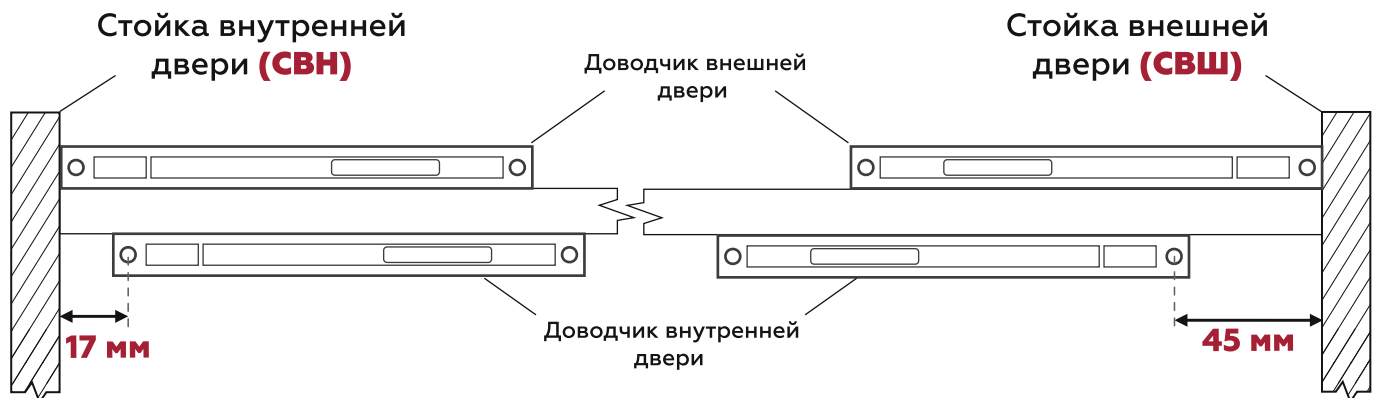 Стойка внутренней
двери (СВН)
Стойка внешней
двери (СВШ)
Доводчик внешней
двери
17 мм
45 мм
Доводчик внутренней
двери